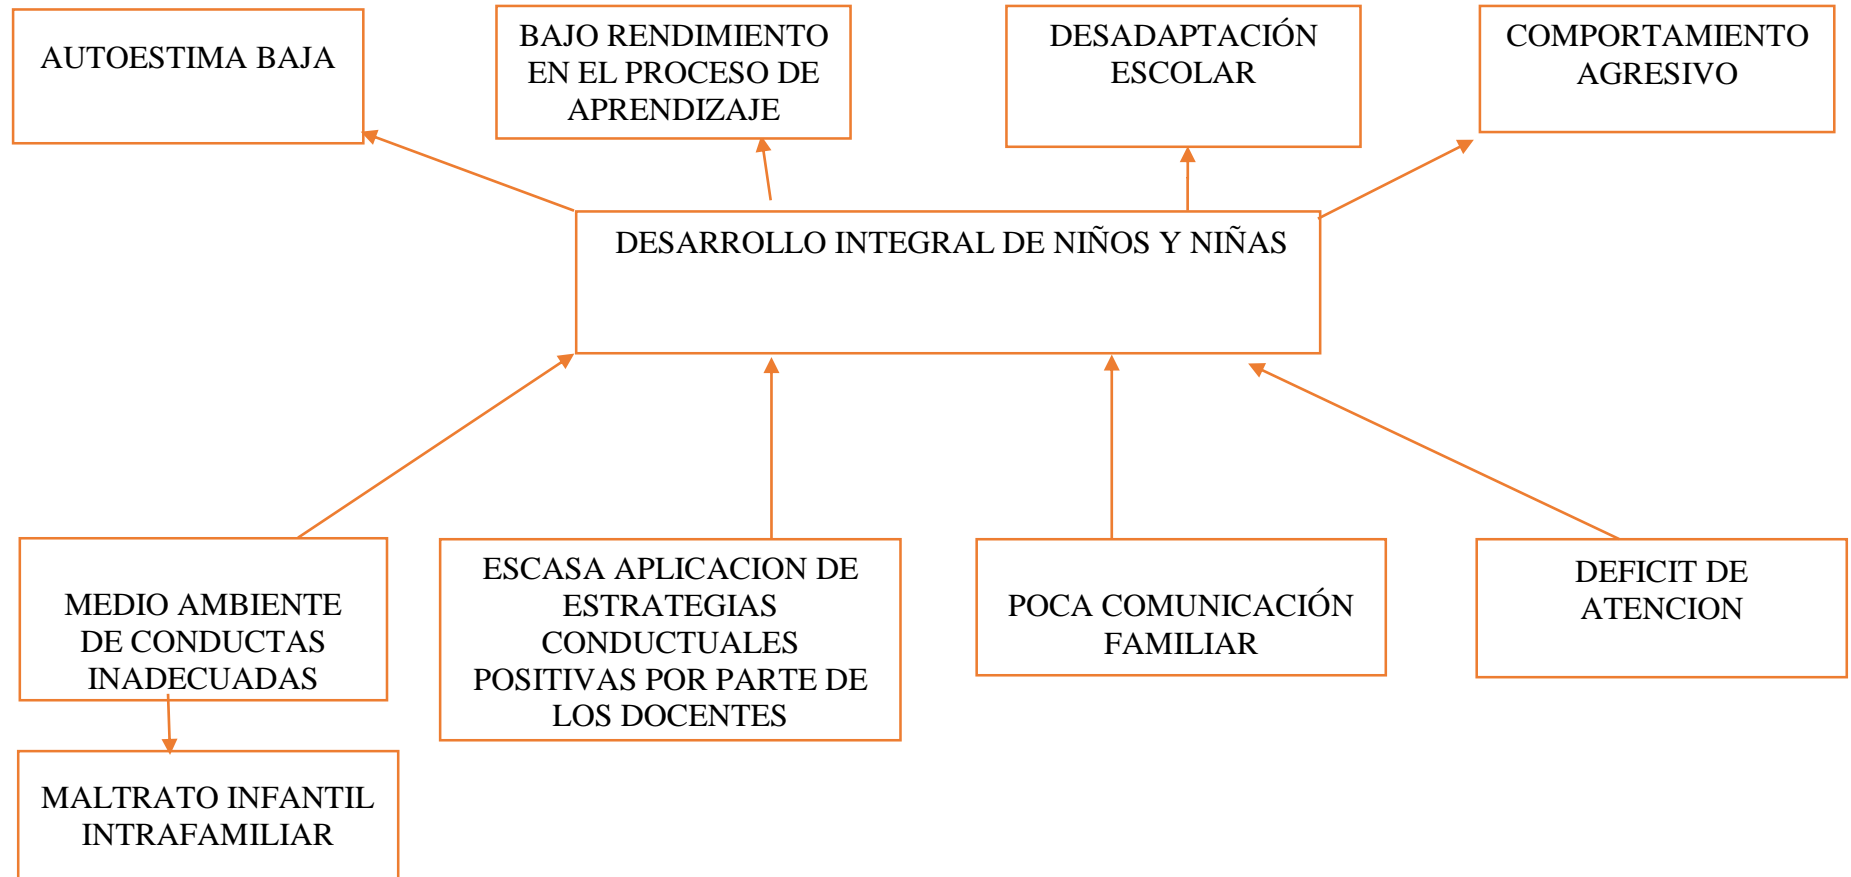 AUTOESTIMA BAJA
BAJO RENDIMIENTO
EN EL PROCESO DE
APRENDIZAJE
DESADAPTACIÓN
ESCOLAR
COMPORTAMIENTO
AGRESIVO
DESARROLLO INTEGRAL DE NIÑOS Y NIÑAS
MEDIO AMBIENTE
DE CONDUCTAS
INADECUADAS
ESCASA APLICACION DE
ESTRATEGIAS
CONDUCTUALES
POSITIVAS POR PARTE DE
LOS DOCENTES
POCA COMUNICACIÓN
FAMILIAR
DEFICIT DE
ATENCION
MALTRATO INFANTIL
INTRAFAMILIAR